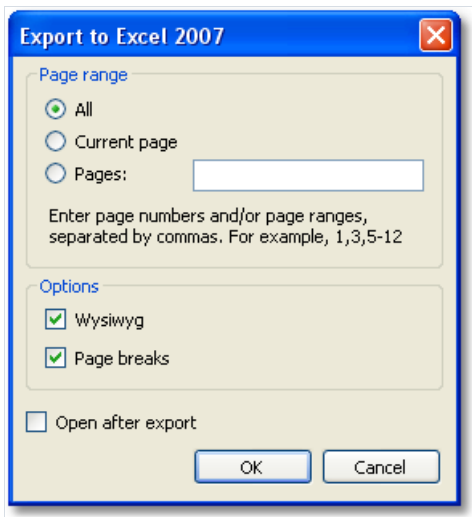 Export to Excel 2007
Page range
All
Current page
Pages:
Enter page numbers and/or page ranges,
separated by commas. For example, 1,3,5-12
Options
Wysiwyg
Page breaks
Open after export
OK Cancel